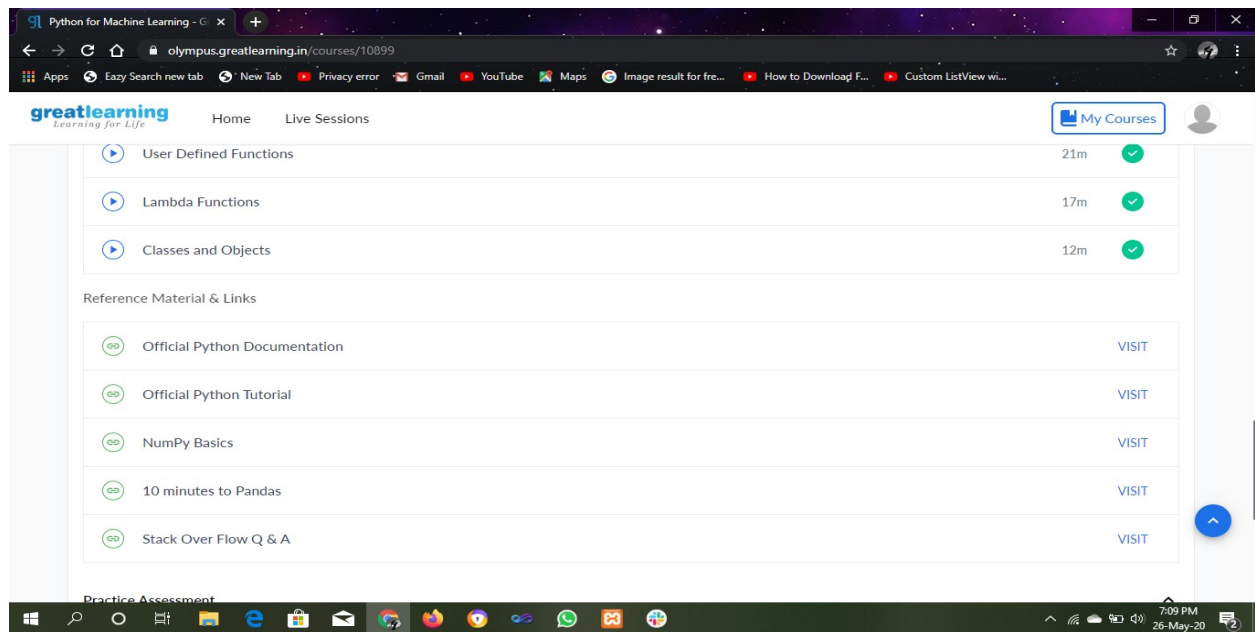 Python for Machine Learning - G
olympus.greatlearning.in/courses/10899
Apps Eazy Search new tab New Tab Privacy error Gmail YouTube Maps Image result for fre... How to Download F... Custom ListView wi...
greatlearning
Learning for Life
Home Live Sessions My Courses
User Defined Functions 21m
Lambda Functions 17m
Classes and Objects 12m
Reference Material & Links
Official Python Documentation VISIT
Official Python Tutorial VISIT
NumPy Basics VISIT
10 minutes to Pandas VISIT
Stack Over Flow Q & A VISIT
Practice Assessment
7:09 PM
26-May-20
2